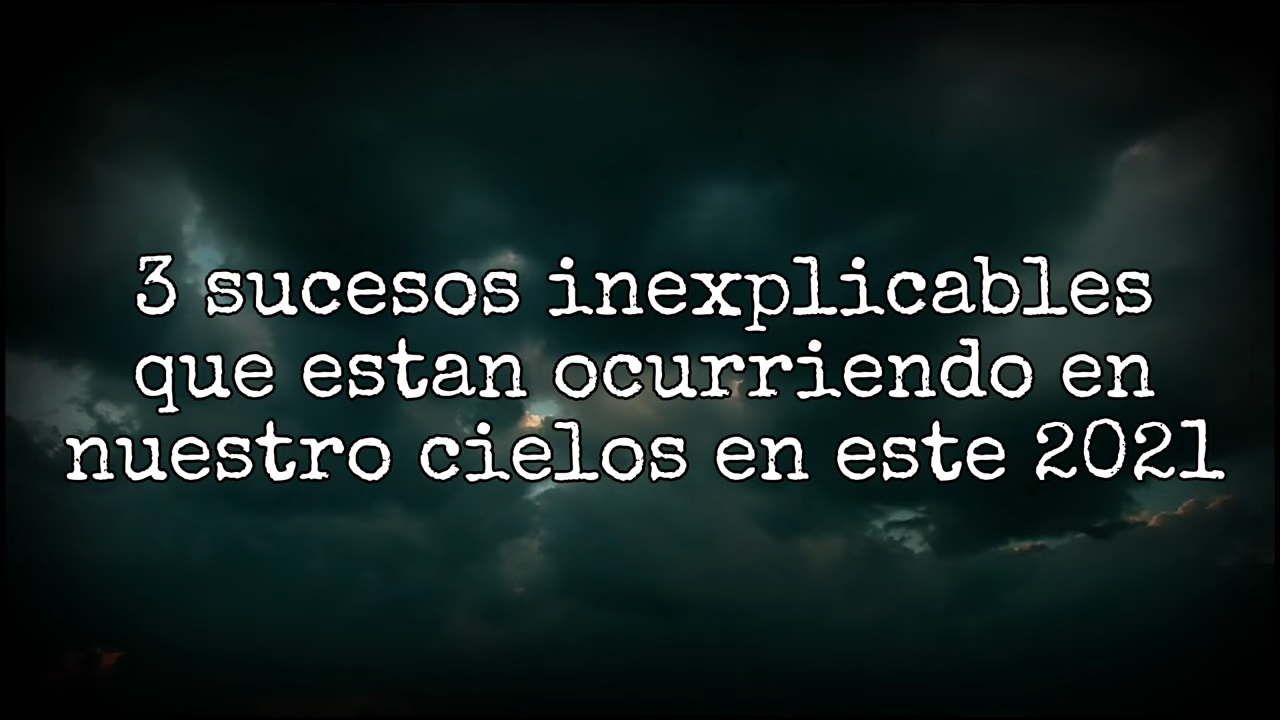 3 sucesos inexplicables
que estan ocurriendo en
nuestro cielos en este 2021